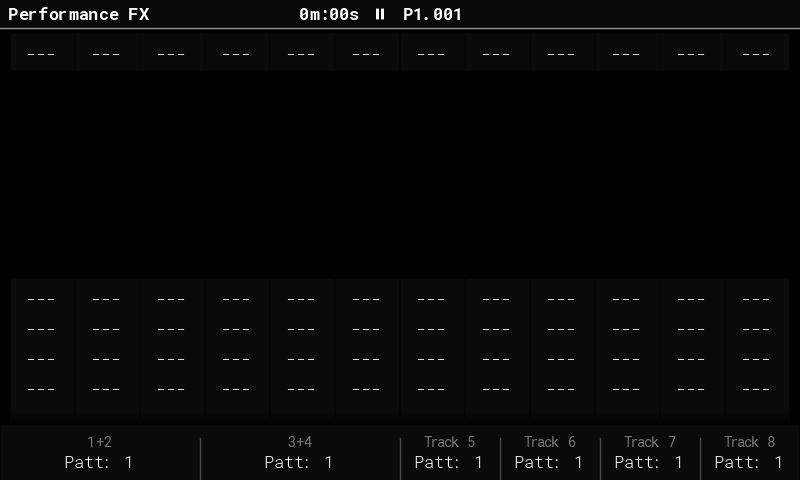 Performance FX 0m:00s P1.001
--- --- --- --- --- --- --- --- --- --- --- ---
--- --- --- --- --- --- --- --- --- --- --- ---
--- --- --- --- --- --- --- --- --- --- --- ---
--- --- --- --- --- --- --- --- --- --- --- ---
--- --- --- --- --- --- --- --- --- --- --- ---
1+2 3+4 Track 5 Track 6 Track 7 Track 8
Patt: 1 Patt: 1 Patt: 1 Patt: 1 Patt: 1 Patt: 1